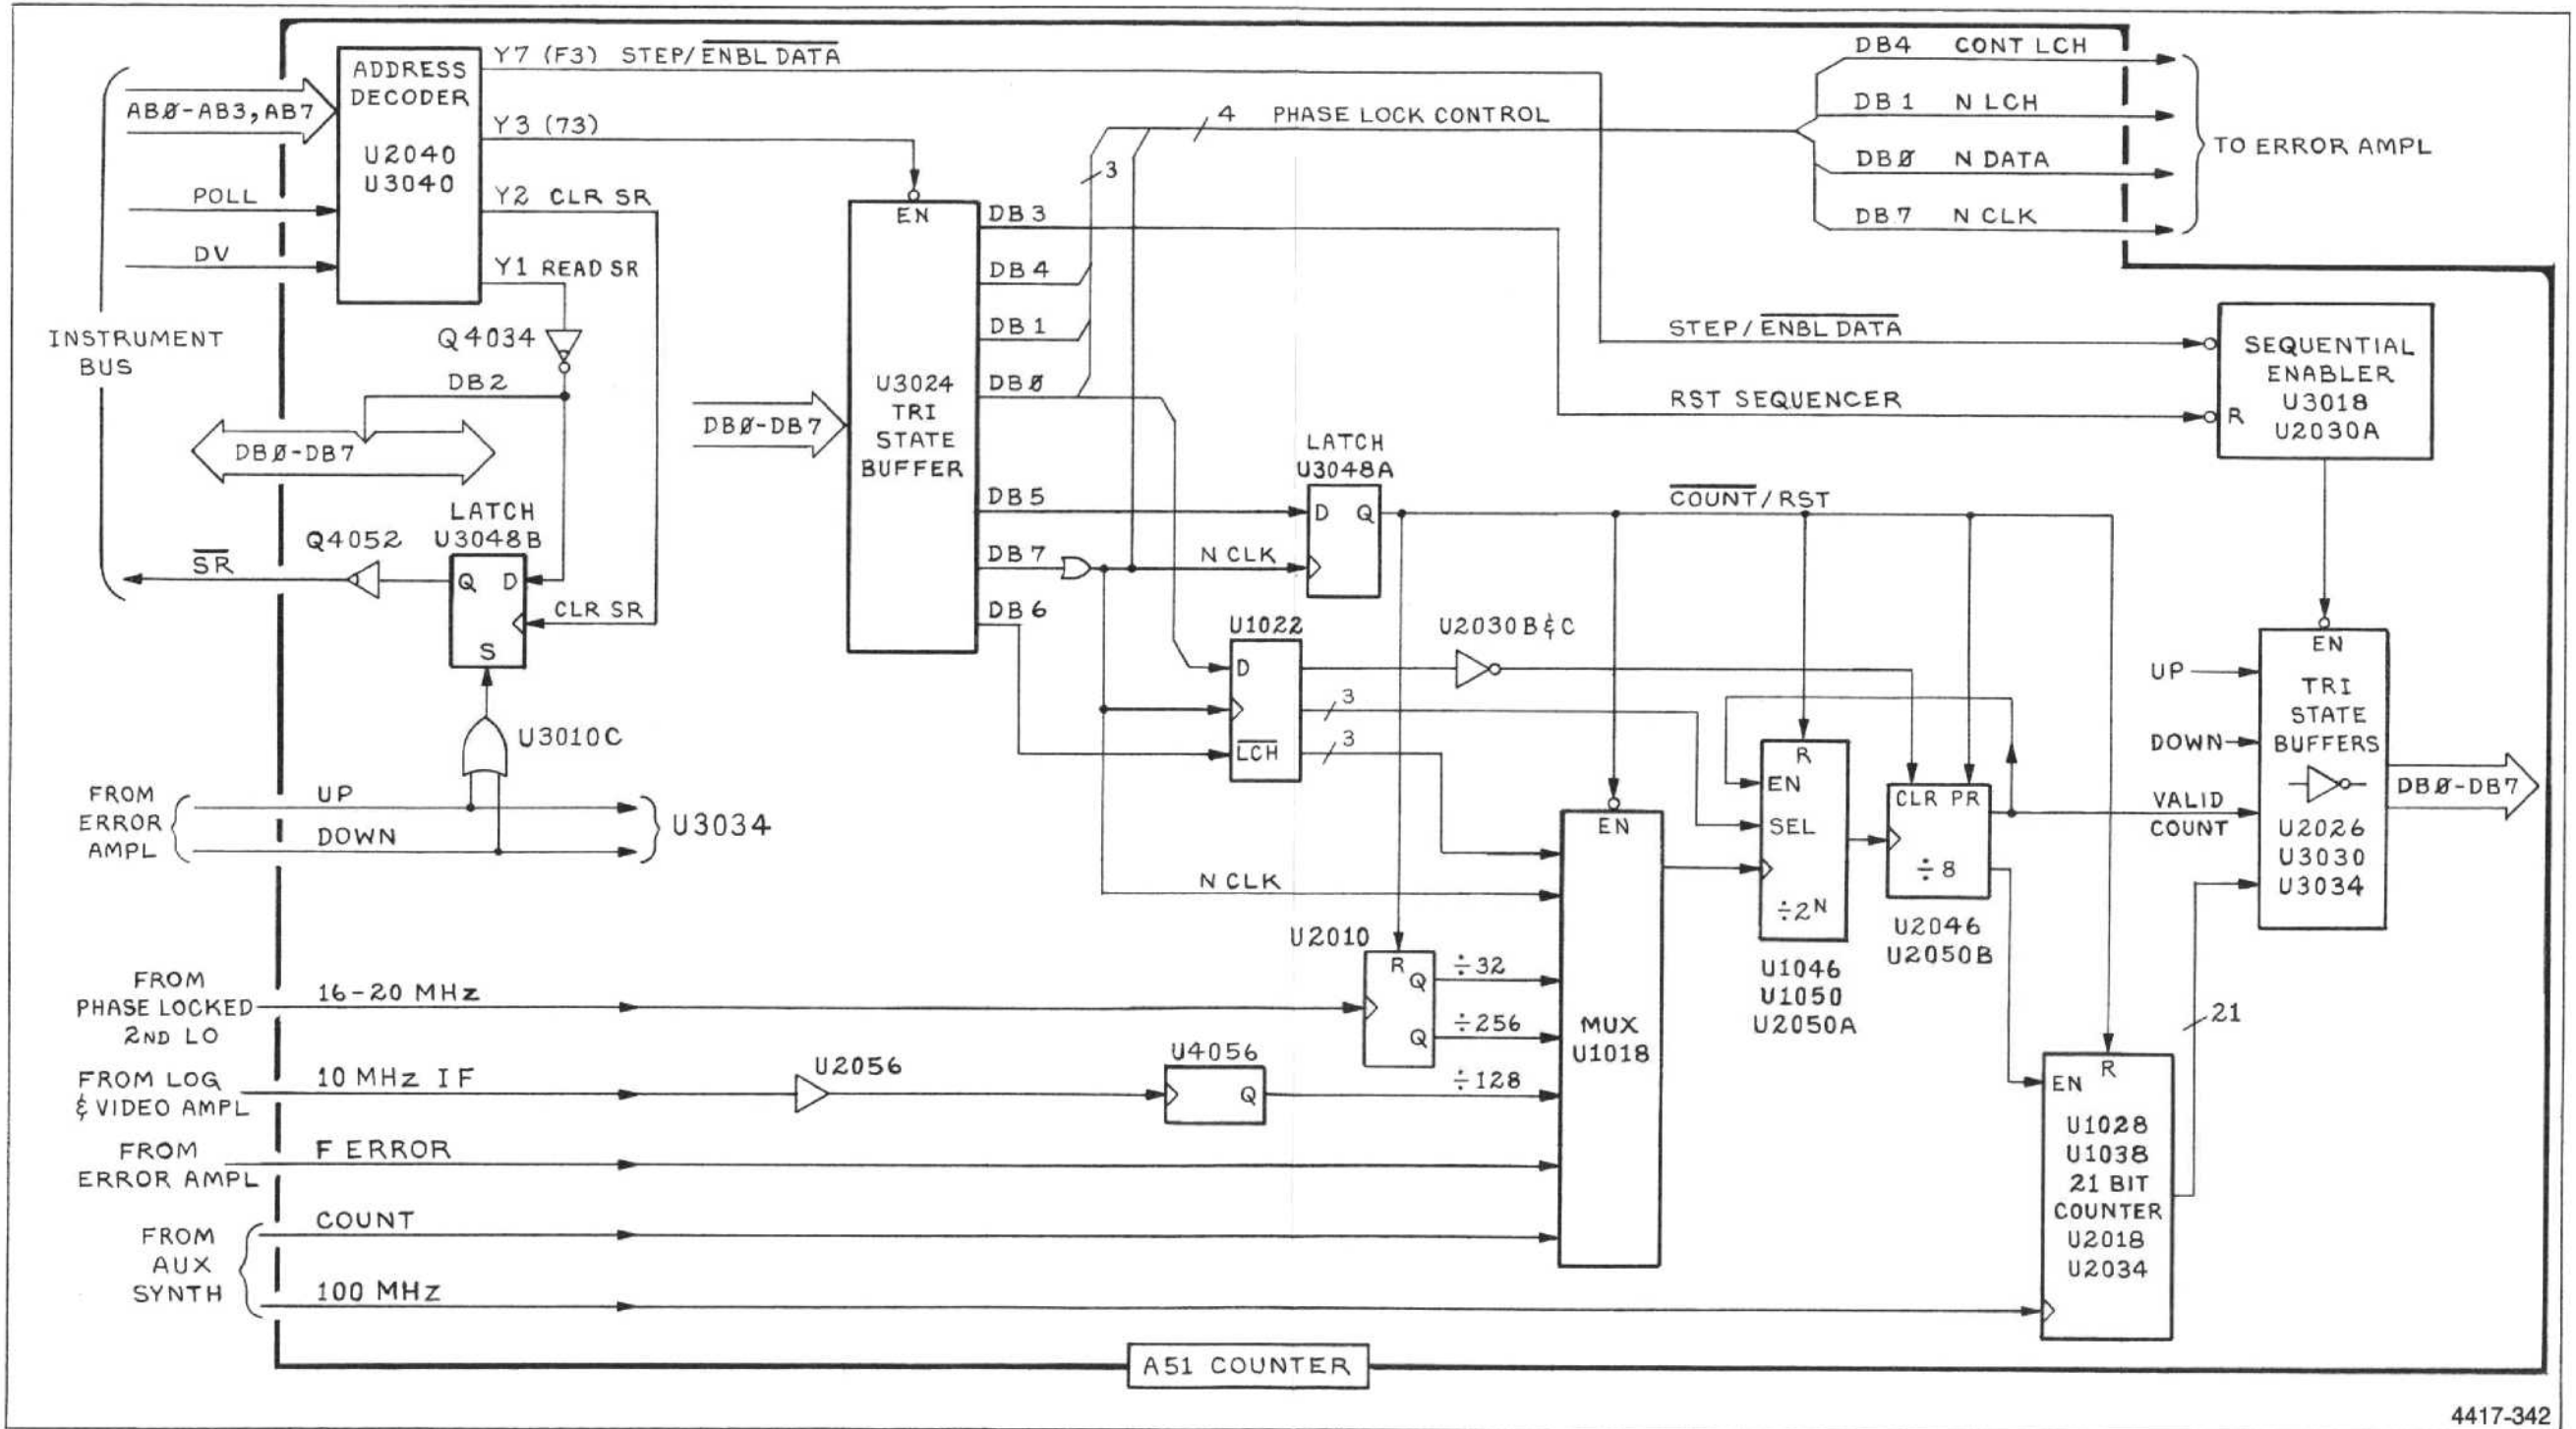 ADDRESS
DECODER
U2040
U3040
AB0-AB3, AB7
POLL
DV
INSTRUMENT
BUS
Y7 (F3) STEP/ENBL DATA
Y3 (73)
Y2 CLR SR
Y1 READ SR
Q4034
DB2
DB0-DB7
LATCH
U3048B
Q4052
SR
Q D
CLR SR
S
U3010C
FROM
ERROR
AMPL
UP
DOWN
U3034
DB0-DB7
EN
U3024
TRI
STATE
BUFFER
DB3
DB4
DB1
DB0
DB5
DB7
DB6
3
4 PHASE LOCK CONTROL
DB4 CONT LCH
DB1 N LCH
DB0 N DATA
DB7 N CLK
TO ERROR AMPL
STEP/ENBL DATA
RST SEQUENCER
SEQUENTIAL
ENABLER
U3018
U2030A
R
LATCH
U3048A
D Q
N CLK
COUNT/RST
U1022
D
LCH
3
3
U2030B&C
N CLK
EN
MUX
U1018
R
EN
SEL
÷2N
U1046
U1050
U2050A
CLR PR
÷8
U2046
U2050B
VALID
COUNT
UP
DOWN
EN
TRI
STATE
BUFFERS
U2026
U3030
U3034
DB0-DB7
21
U2010
R
Q
Q
÷32
÷256
÷128
FROM
PHASE LOCKED
2ND LO
16-20 MHz
FROM LOG
& VIDEO AMPL
10 MHz IF
U2056
U4056
Q
FROM
ERROR AMPL
F ERROR
FROM
AUX
SYNTH
COUNT
100 MHz
R
EN
U1028
U1038
21 BIT
COUNTER
U2018
U2034
A51 COUNTER
4417-342